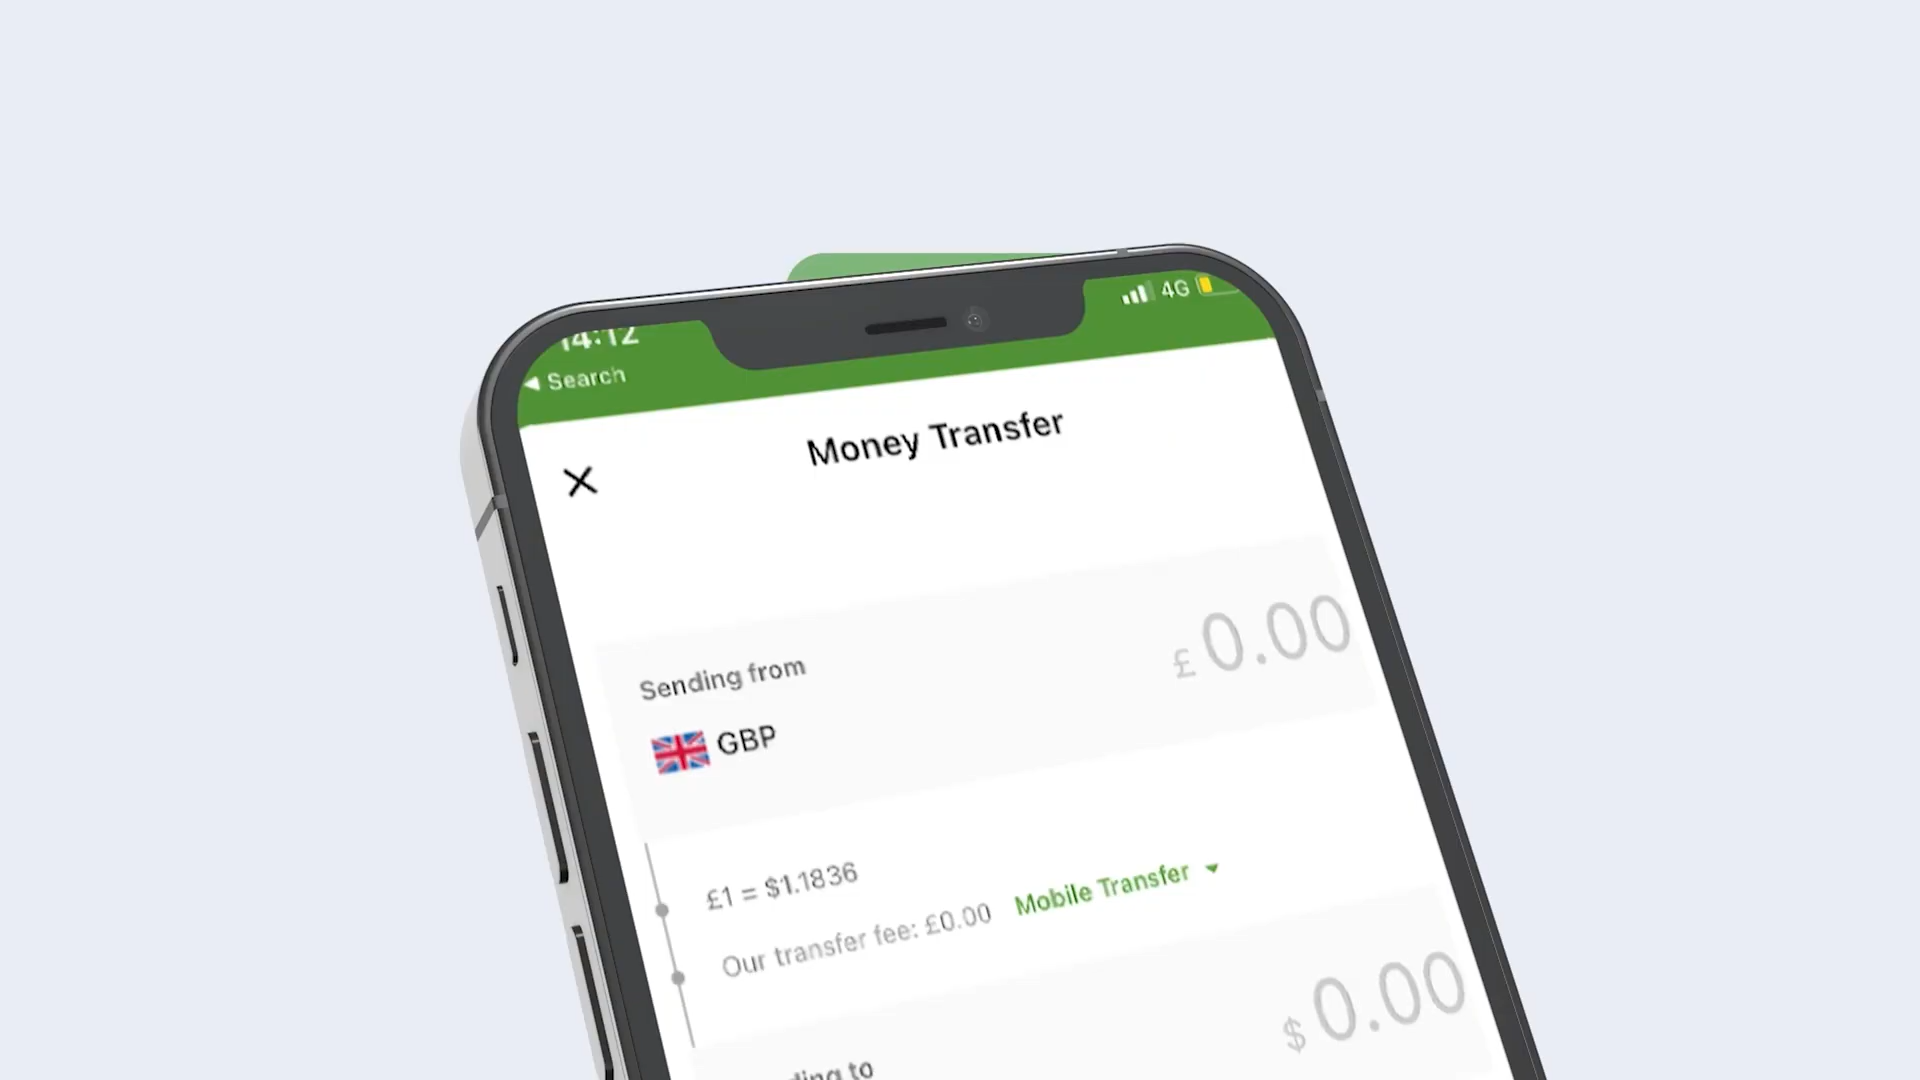 14:12
4G
Search
Money Transfer
Sending from
£0.00
GBP
£1 = $1.1836
Our transfer fee: £0.00 Mobile Transfer
$0.00
to